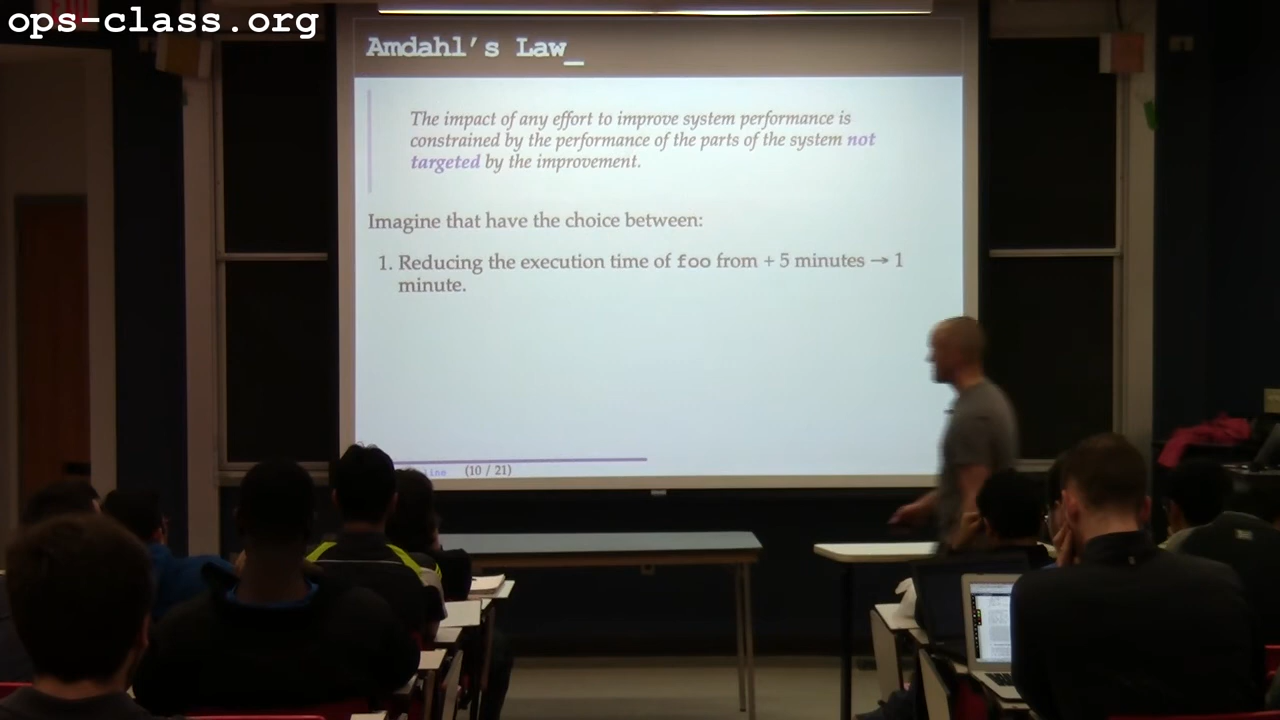 ops-class.org
Amdahl's Law_
The impact of any effort to improve system performance is
constrained by the performance of the parts of the system not
targeted by the improvement.
Imagine that have the choice between:
1. Reducing the execution time of foo from + 5 minutes → 1
minute.
(10 / 21)